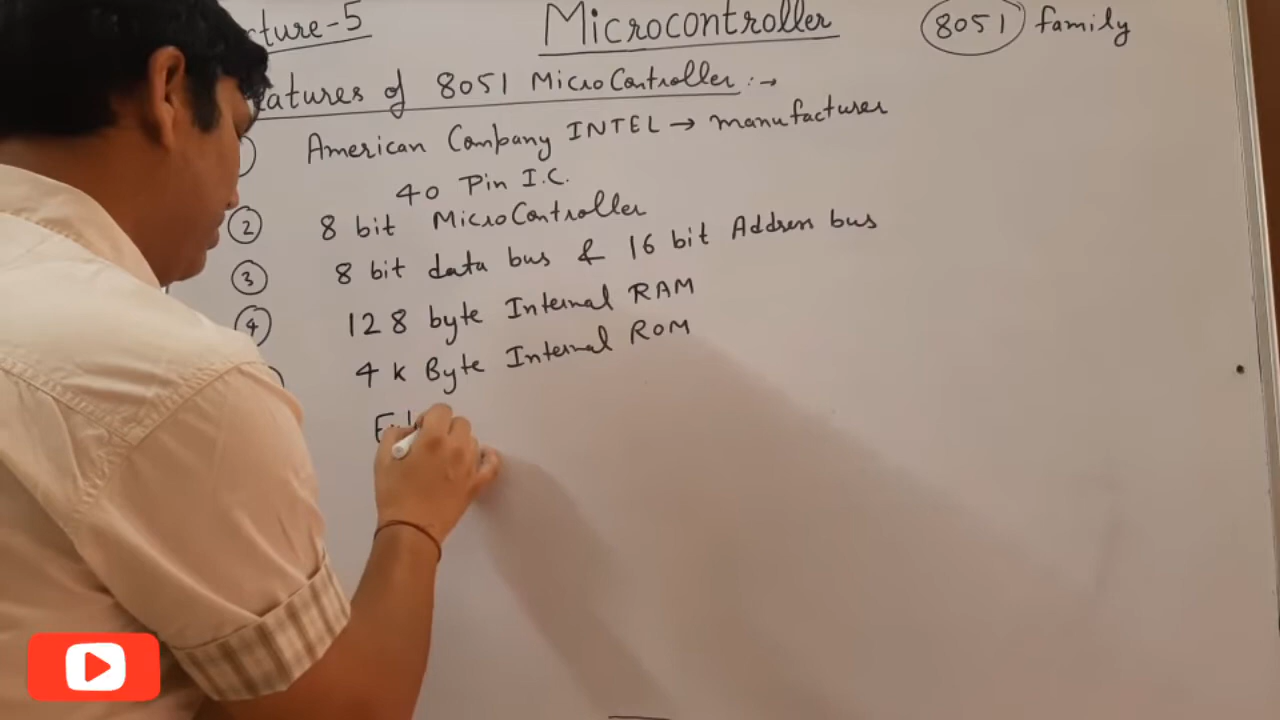 cture-5 Microcontroller 8051 family
eatures of 8051 MicroController :→
American Company INTEL → manufacturer
40 Pin I.C.
② 8 bit MicroController
③ 8 bit data bus & 16 bit Address bus
④ 128 byte Internal RAM
4 k Byte Internal ROM